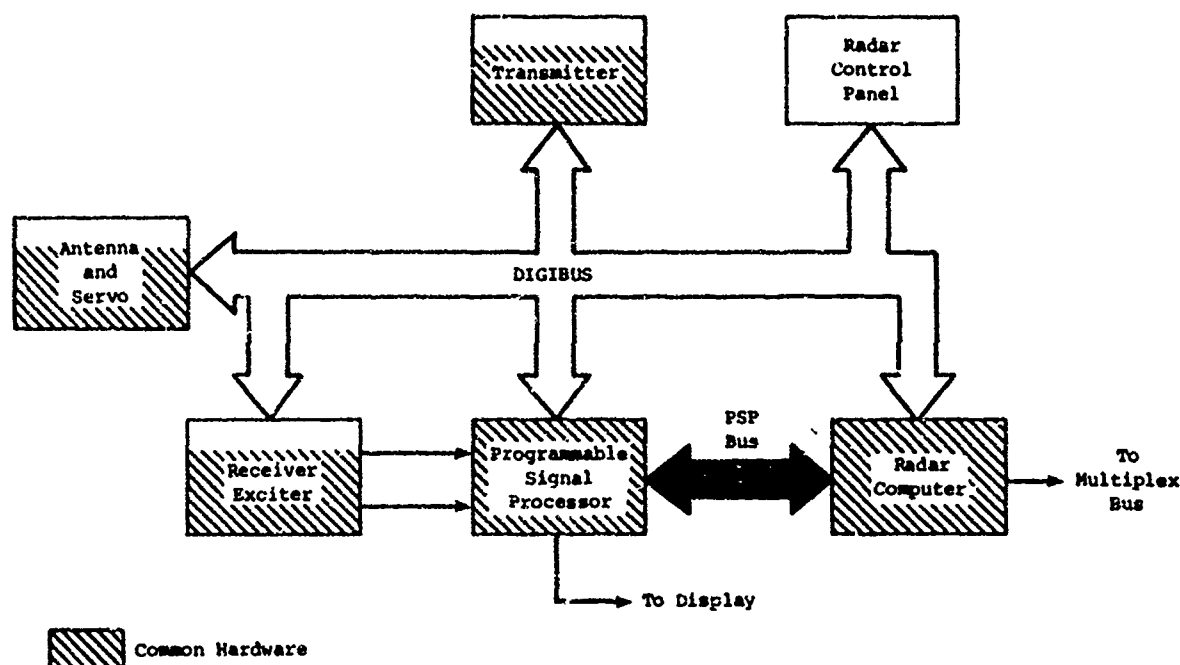 Transmitter
Radar
Control
Panel
Antenna
and
Servo
DIGIBUS
Receiver
Exciter
Programmable
Signal
Processor
PSP
Bus
Radar
Computer
To
Multiplex
Bus
To Display
Common Hardware